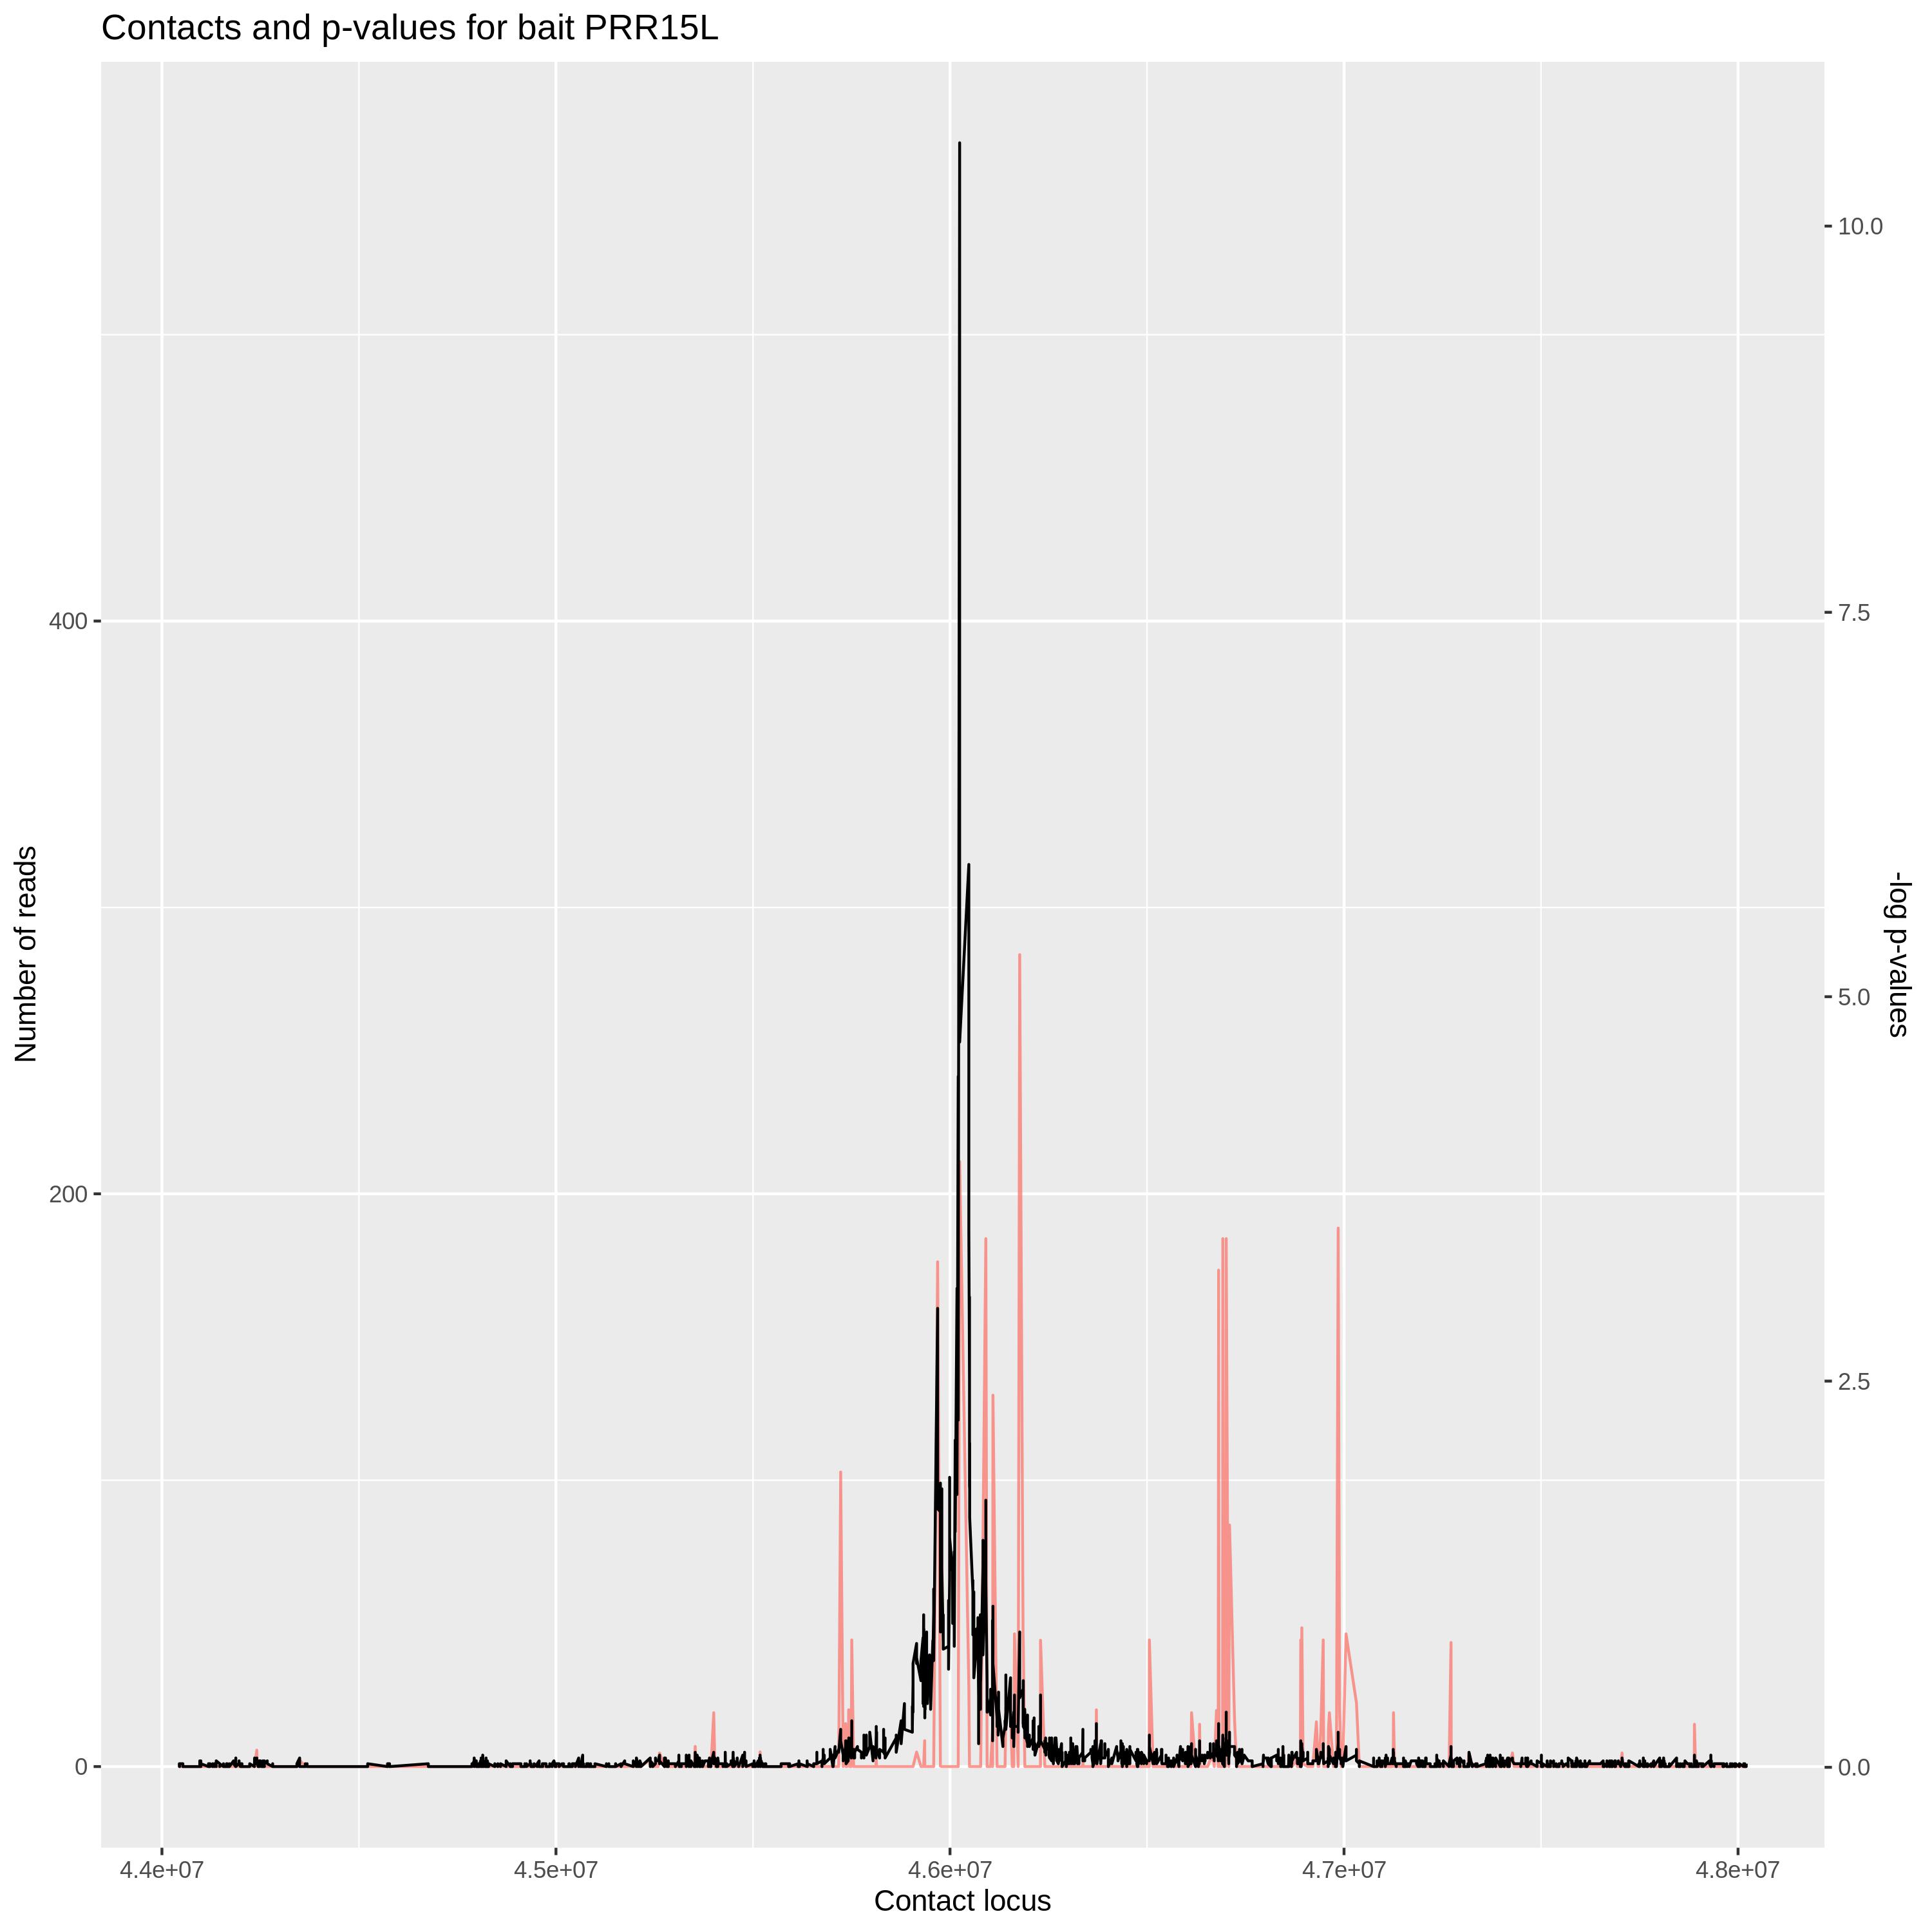 Contacts and p-values for bait PRR15L
Number of reads
400
200
0
10.0
7.5
5.0
2.5
0.0
-log p-values
4.4e+07
4.5e+07
4.6e+07
4.7e+07
4.8e+07
Contact locus